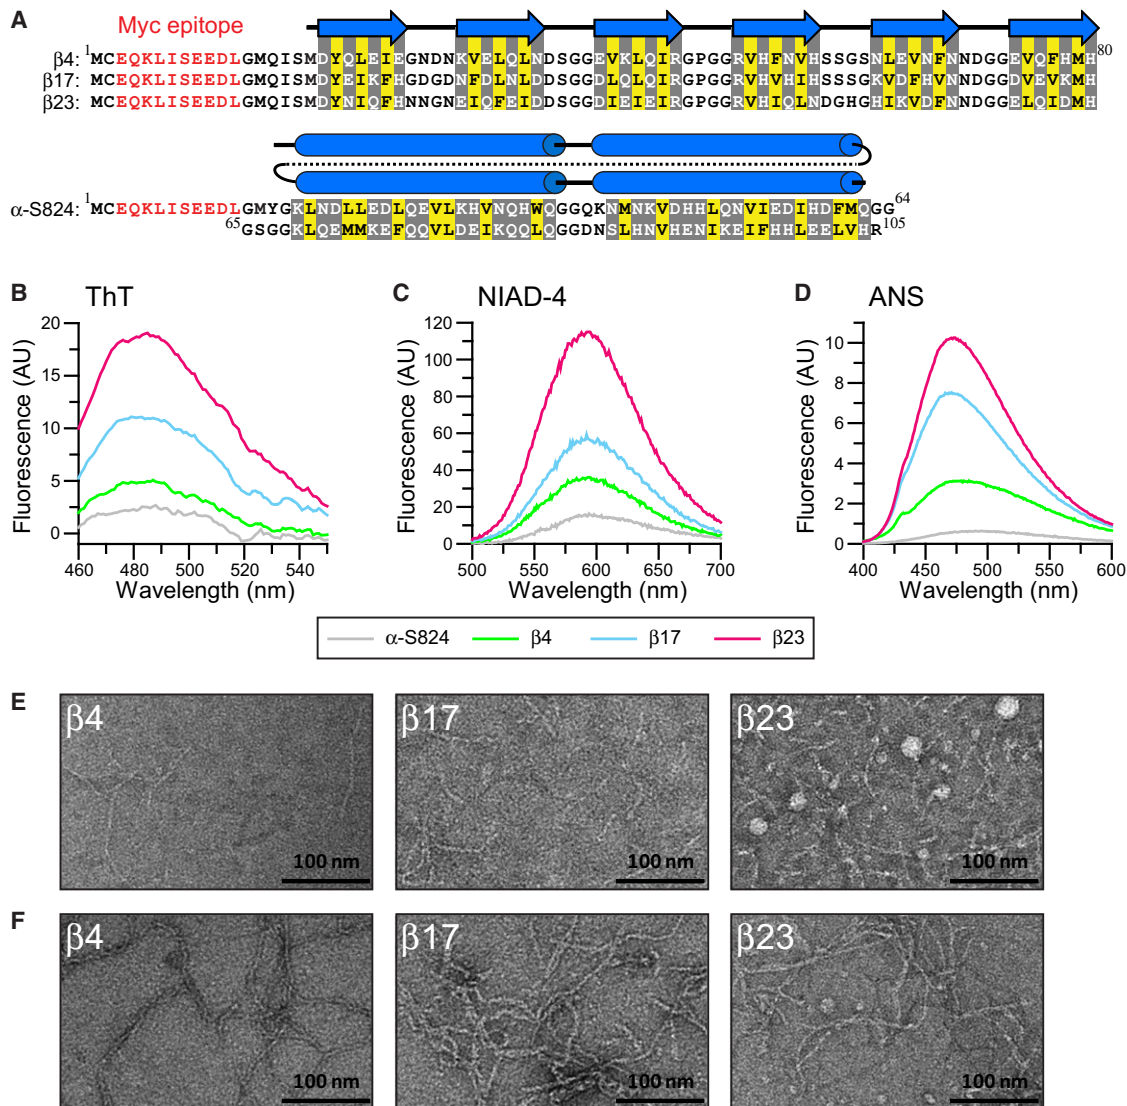 A
Myc epitope
β4: 1MCEQKLISEEDLGMQISMDYQLEIEGNDNKVELQLNDSGGEVKLQIRGPGGRVHFNVHSSGSNLEVNFNNDGGEVQFHMH80
β17: MCEQKLISEEDLGMQISMDYEIKFHGDGDNFDLNLDDSGGDLQLQIRGPGGRVHVHIHSSSGKVDFHVNNDGGDVEVKMH
β23: MCEQKLISEEDLGMQISMDYNIQFHNNGNEIQFEIDDSGGDIEIEIRGPGGRVHIQLNDGHGHIKVDFNNDGGELQIDMH
α-S824: 1MCEQKLISEEDLGMYGKLNDLLEDLQEVLKHVNQHWQGGQKNMNKVDHHLQNVIEDIHDFMQGG64
65GSGGKLQEMMKEFQQVLDEIKQQLQGGDNSLHNVHENIKEIFHHLEELVHR105
B ThT
C NIAD-4
D ANS
20
15
10
5
0
Fluorescence (AU)
460 480 500 520 540
Wavelength (nm)
120
100
80
60
40
20
0
Fluorescence (AU)
500 550 600 650 700
Wavelength (nm)
10
8
6
4
2
0
Fluorescence (AU)
400 450 500 550 600
Wavelength (nm)
α-S824 β4 β17 β23
E
β4 β17 β23
100 nm 100 nm 100 nm
F
β4 β17 β23
100 nm 100 nm 100 nm